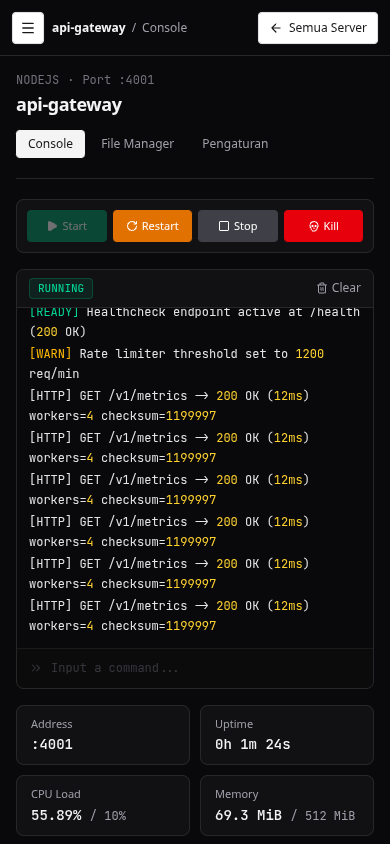 api-gateway / Console
← Semua Server
NODEJS · Port :4001
api-gateway
Console File Manager Pengaturan
Start Restart Stop Kill
RUNNING Clear
[READY] Healthcheck endpoint active at /health
(200 OK)
[WARN] Rate limiter threshold set to 1200
req/min
[HTTP] GET /v1/metrics → 200 OK (12ms)
workers=4 checksum=1199997
[HTTP] GET /v1/metrics → 200 OK (12ms)
workers=4 checksum=1199997
[HTTP] GET /v1/metrics → 200 OK (12ms)
workers=4 checksum=1199997
[HTTP] GET /v1/metrics → 200 OK (12ms)
workers=4 checksum=1199997
[HTTP] GET /v1/metrics → 200 OK (12ms)
workers=4 checksum=1199997
[HTTP] GET /v1/metrics → 200 OK (12ms)
workers=4 checksum=1199997
» Input a command...
Address
:4001
Uptime
0h 1m 24s
CPU Load
55.89% / 10%
Memory
69.3 MiB / 512 MiB